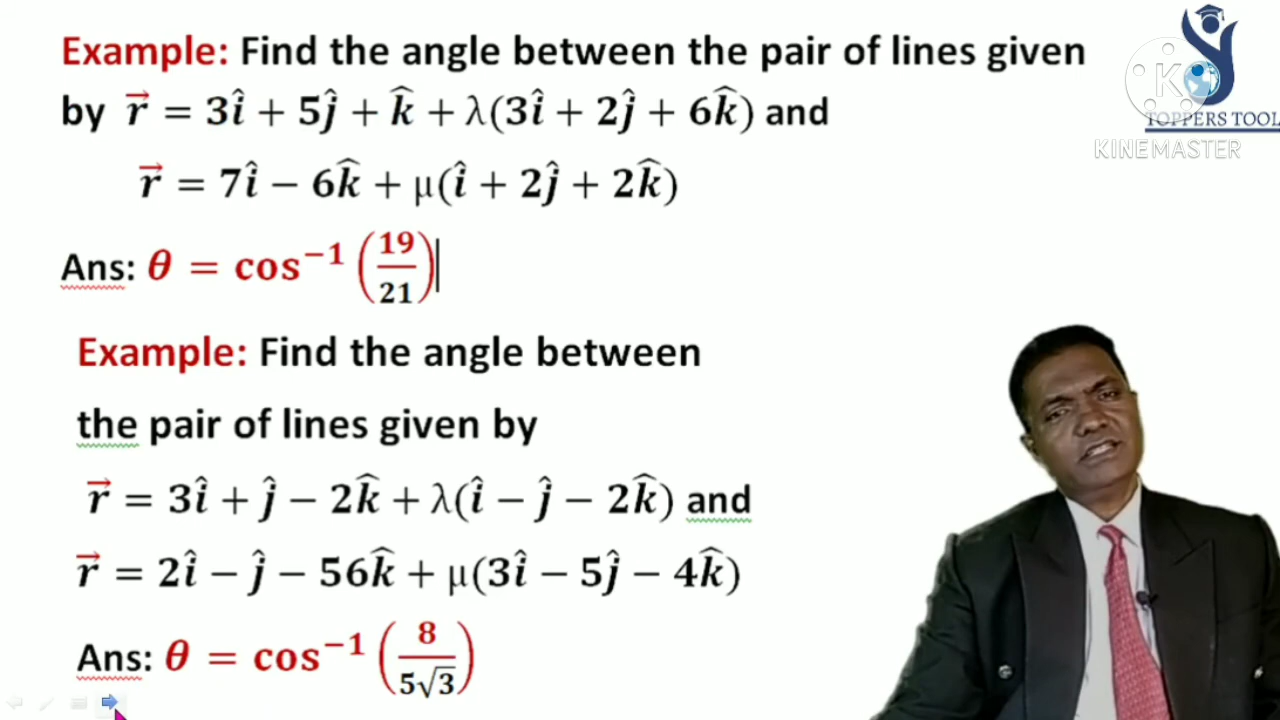 Example: Find the angle between the pair of lines given
by r⃗ = 3î + 5ĵ + k̂ + λ(3î + 2ĵ + 6k̂) and
r⃗ = 7î − 6k̂ + μ(î + 2ĵ + 2k̂)
Ans: θ = cos⁻¹ (19/21)
Example: Find the angle between
the pair of lines given by
r⃗ = 3î + ĵ − 2k̂ + λ(î − ĵ − 2k̂) and
r⃗ = 2î − ĵ − 56k̂ + μ(3î − 5ĵ − 4k̂)
Ans: θ = cos⁻¹ (8/5√3)
TOPPERS TOOL
K
KINEMASTER